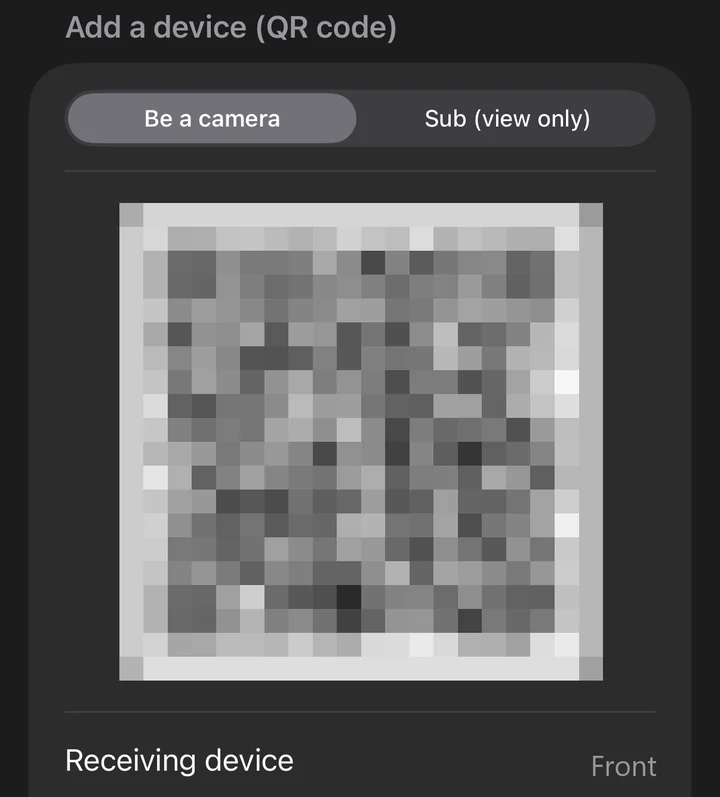 Add a device (QR code)
Be a camera
Sub (view only)
Receiving device
Front